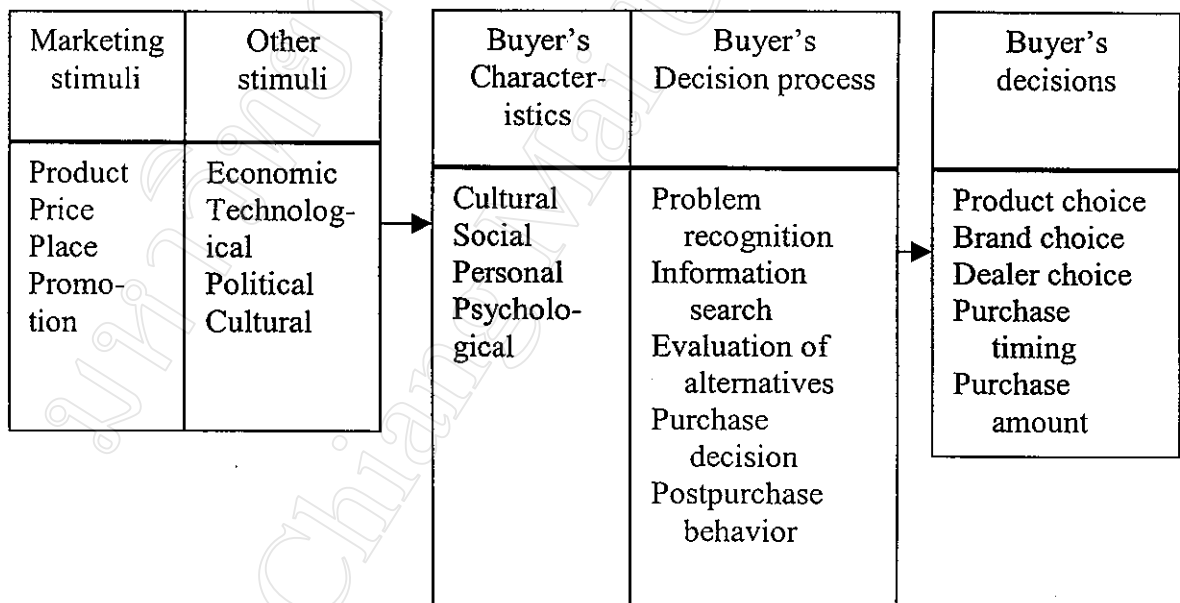 Marketing
stimuli
Other
stimuli
Product
Price
Place
Promo-
tion
Economic
Technolog-
ical
Political
Cultural
Buyer's
Character-
istics
Cultural
Social
Personal
Psycholo-
gical
Buyer's
Decision process
Problem
recognition
Information
search
Evaluation of
alternatives
Purchase
decision
Postpurchase
behavior
Buyer's
decisions
Product choice
Brand choice
Dealer choice
Purchase
timing
Purchase
amount
Chiang Mai U